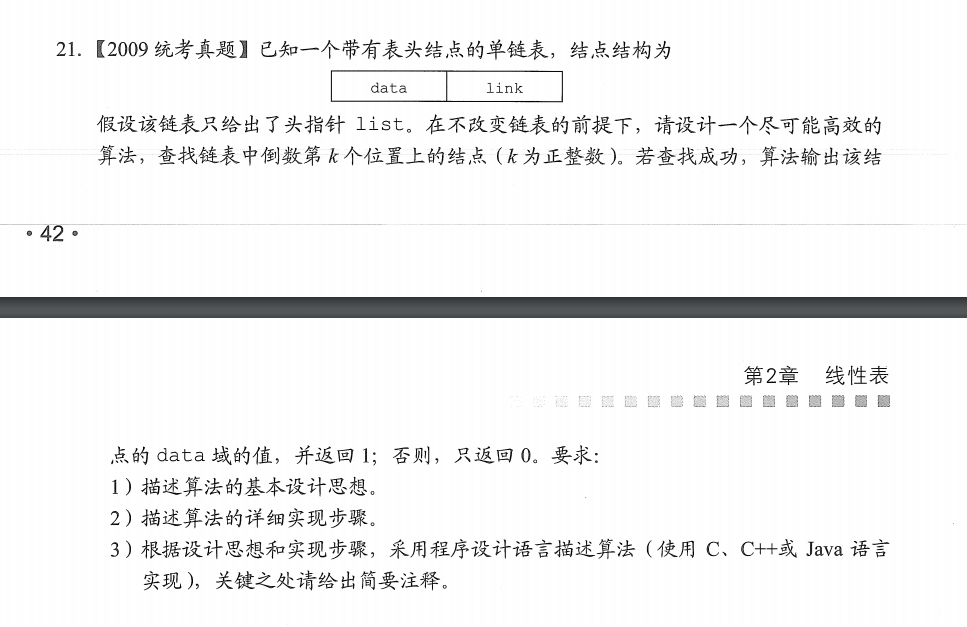 21.【2009 统考真题】已知一个带有表头结点的单链表，结点结构为
data link
假设该链表只给出了头指针 list。在不改变链表的前提下，请设计一个尽可能高效的
算法，查找链表中倒数第 k 个位置上的结点（k 为正整数）。若查找成功，算法输出该结
• 42 •
第2章 线性表
点的 data 域的值，并返回 1；否则，只返回 0。要求：
1）描述算法的基本设计思想。
2）描述算法的详细实现步骤。
3）根据设计思想和实现步骤，采用程序设计语言描述算法（使用 C、C++或 Java 语言
实现），关键之处请给出简要注释。